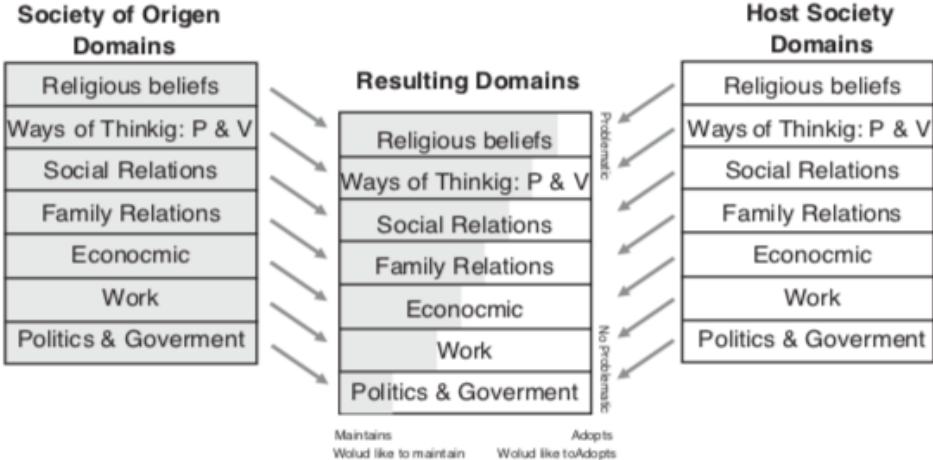 Society of Origen
Domains
Religious beliefs
Ways of Thinkig: P & V
Social Relations
Family Relations
Econocmic
Work
Politics & Goverment
Resulting Domains
Religious beliefs
Ways of Thinkig: P & V
Social Relations
Family Relations
Econocmic
Work
Politics & Goverment
Problematic
No Problematic
Maintains
Wolud like to maintain
Adopts
Wolud like toAdopts
Host Society
Domains
Religious beliefs
Ways of Thinkig: P & V
Social Relations
Family Relations
Econocmic
Work
Politics & Goverment